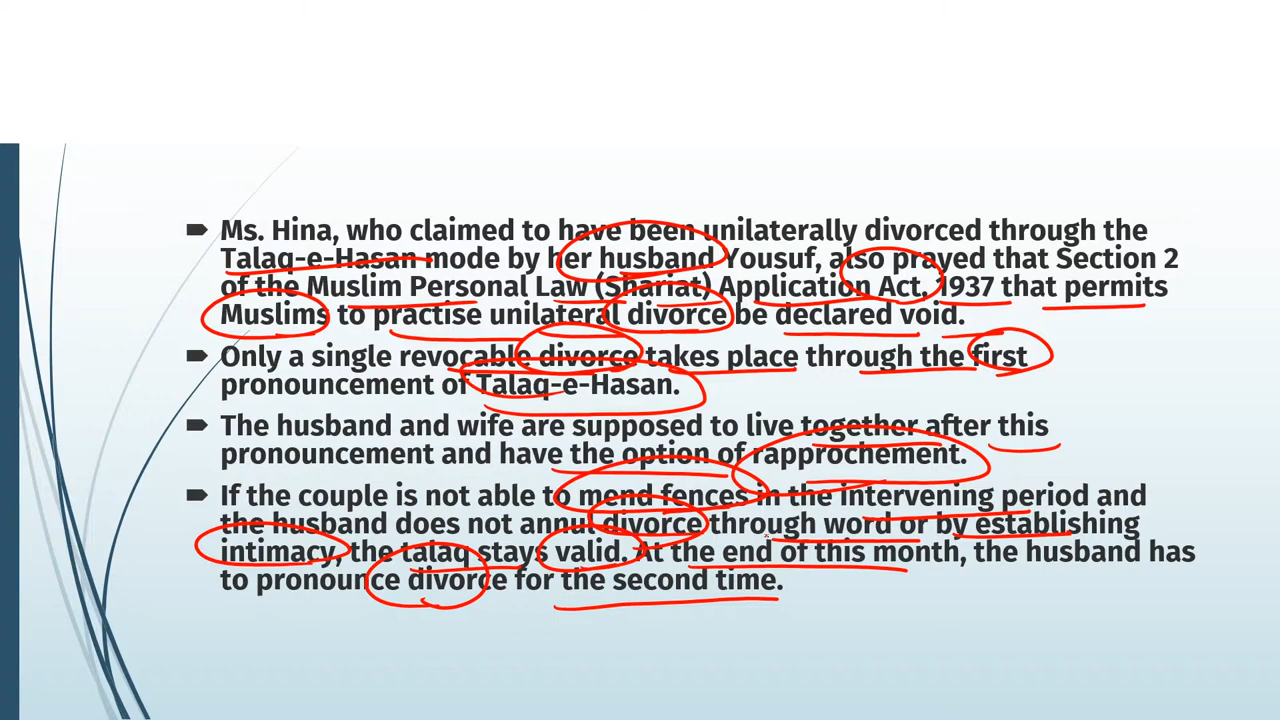 Ms. Hina, who claimed to have been unilaterally divorced through the
Talaq-e-Hasan mode by her husband Yousuf, also prayed that Section 2
of the Muslim Personal Law (Shariat) Application Act, 1937 that permits
Muslims to practise unilateral divorce be declared void.
Only a single revocable divorce takes place through the first
pronouncement of Talaq-e-Hasan.
The husband and wife are supposed to live together after this
pronouncement and have the option of rapprochement.
If the couple is not able to mend fences in the intervening period and
the husband does not annul divorce through word or by establishing
intimacy, the talaq stays valid. At the end of this month, the husband has
to pronounce divorce for the second time.